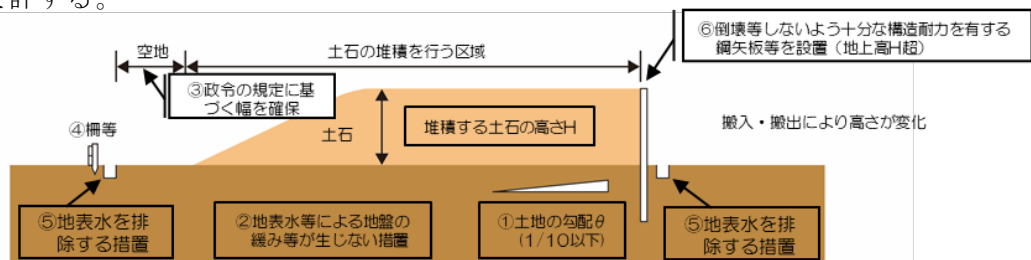 計する。
空地
土石の堆積を行う区域
⑥倒壊等しないよう十分な構造耐力を有する
鋼矢板等を設置（地上高H超）
③政令の規定に基
づく幅を確保
④柵等
土石
堆積する土石の高さH
搬入・搬出により高さが変化
⑤地表水を排
除する措置
②地表水等による地盤の
緩み等が生じない措置
①土地の勾配θ
(1/10以下)
⑤地表水を排
除する措置